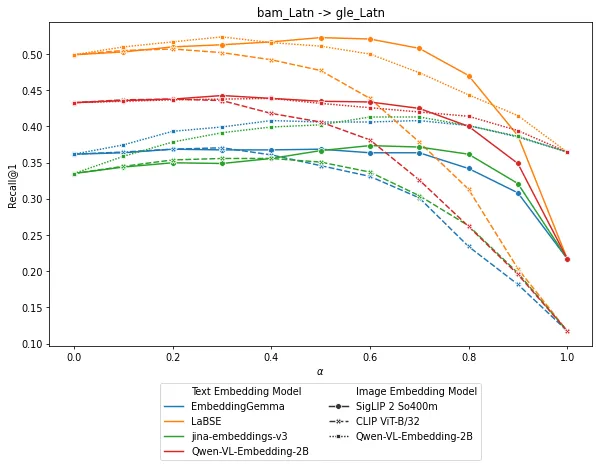 bam_Latn -> gle_Latn
Recall@1
0.50
0.45
0.40
0.35
0.30
0.25
0.20
0.15
0.10
0.0 0.2 0.4 0.6 0.8 1.0
α
Text Embedding Model
EmbeddingGemma
LaBSE
jina-embeddings-v3
Qwen-VL-Embedding-2B
Image Embedding Model
SigLIP 2 So400m
CLIP ViT-B/32
Qwen-VL-Embedding-2B